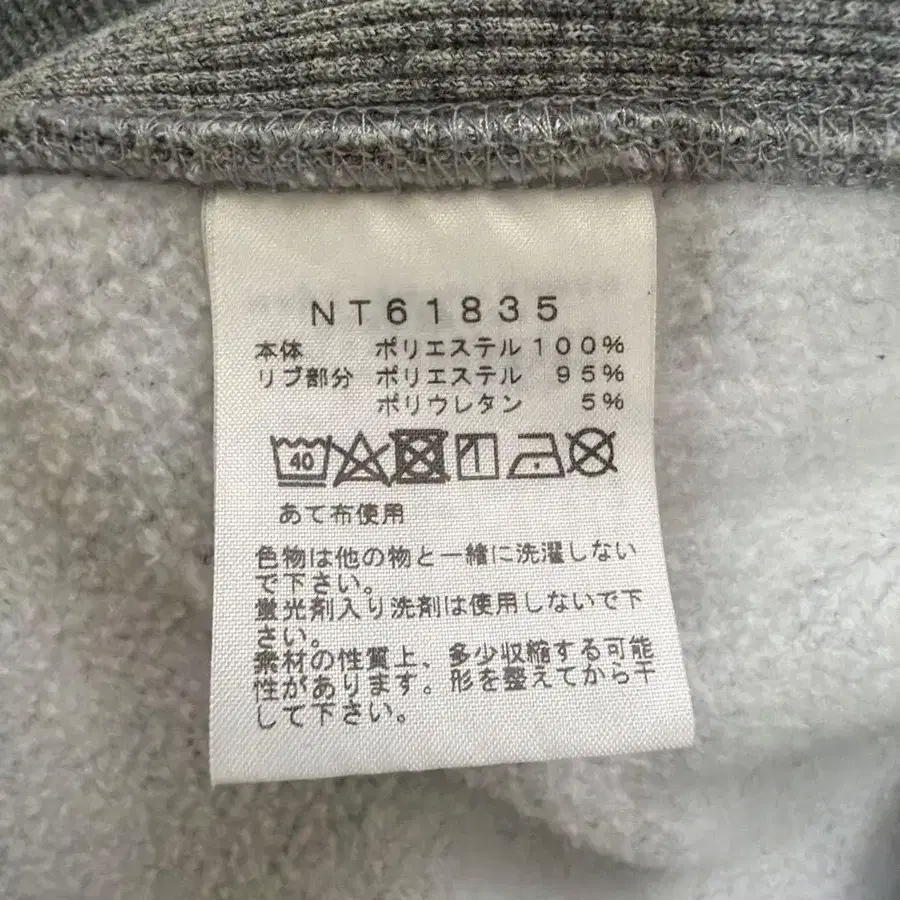 NT61835
本体 ポリエステル 100%
リブ部分 ポリエステル 95%
ポリウレタン 5%
40
あて布使用
色物は他の物と一緒に洗濯しない
で下さい。
蛍光剤入り洗剤は使用しないで下
さい。
素材の性質上、多少収縮する可能
性があります。形を整えてから干
して下さい。